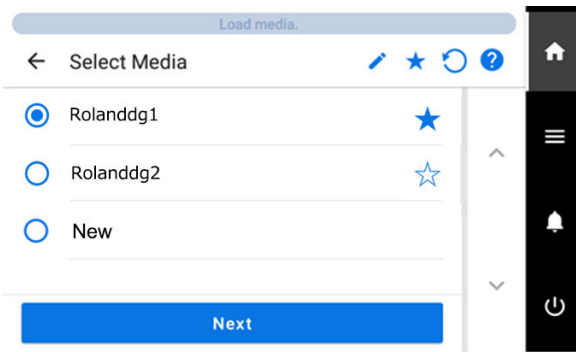 Load media.
Select Media
Rolanddg1
Rolanddg2
New
Next